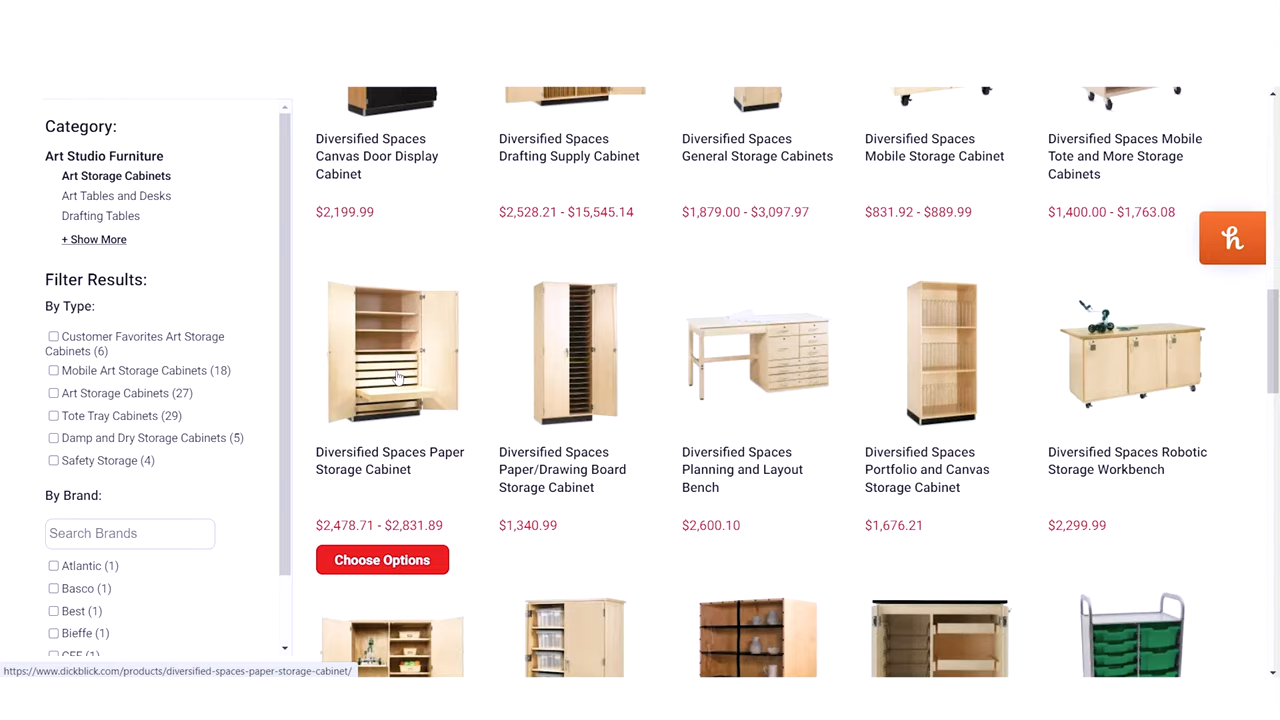 Category:
Art Studio Furniture
Art Storage Cabinets
Art Tables and Desks
Drafting Tables
+ Show More
Filter Results:
By Type:
Customer Favorites Art Storage
Cabinets (6)
Mobile Art Storage Cabinets (18)
Art Storage Cabinets (27)
Tote Tray Cabinets (29)
Damp and Dry Storage Cabinets (5)
Safety Storage (4)
By Brand:
Search Brands
Atlantic (1)
Basco (1)
Best (1)
Bieffe (1)
Diversified Spaces
Canvas Door Display
Cabinet
$2,199.99
Diversified Spaces
Drafting Supply Cabinet
$2,528.21 - $15,545.14
Diversified Spaces
General Storage Cabinets
$1,879.00 - $3,097.97
Diversified Spaces
Mobile Storage Cabinet
$831.92 - $889.99
Diversified Spaces Mobile
Tote and More Storage
Cabinets
$1,400.00 - $1,763.08
Diversified Spaces Paper
Storage Cabinet
$2,478.71 - $2,831.89
Choose Options
Diversified Spaces
Paper/Drawing Board
Storage Cabinet
$1,340.99
Diversified Spaces
Planning and Layout
Bench
$2,600.10
Diversified Spaces
Portfolio and Canvas
Storage Cabinet
$1,676.21
Diversified Spaces Robotic
Storage Workbench
$2,299.99
h
https://www.dickblick.com/products/diversified-spaces-paper-storage-cabinet/